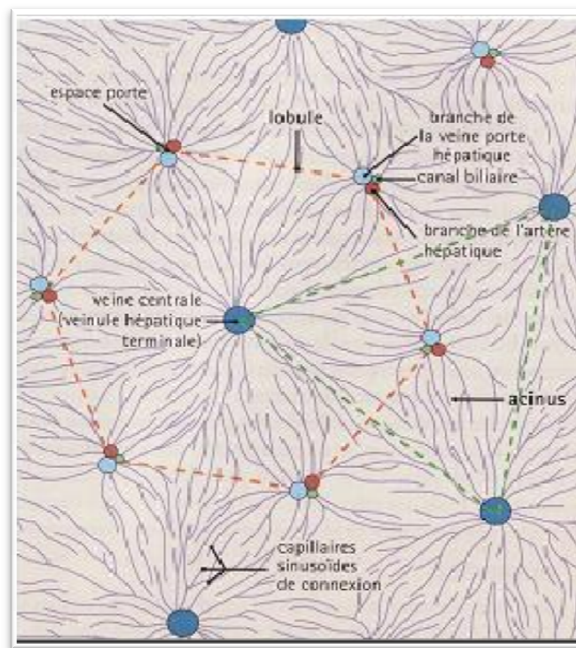 espace porte
lobule
branche de
la veine porte
hépatique
canal biliaire
branche de l'artère
hépatique
veine centrale
(veinule hépatique
terminale)
acinus
capillaires
sinusoïdes
de connexion